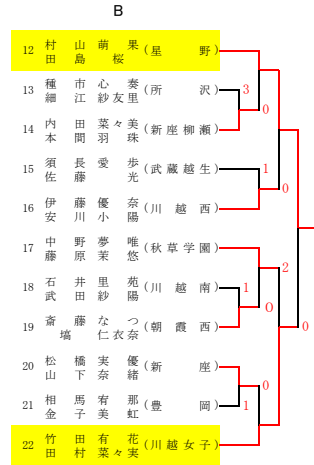 B
12 村山萌果 (星野)
田島桜
3
13 種市心奏 (所沢)
細江紗友里
0
14 内田菜々美 (新座柳瀬)
本間羽珠
15 須長愛歩 (武蔵越生)
佐藤光
1
0
16 伊藤優奈 (川越西)
安川小陽
17 中野夢唯 (秋草学園)
藤原茉悠
2
18 石井里苑 (川越南)
武田紗陽
1
O
0
19 斎藤なつ (朝霞西)
塙仁衣奈
20 松橋実優 (新座)
山下奈緒
0
21 相馬宥那 (豊岡)
金子美虹
1
22 竹田有花 (川越女子)
田村菜々実